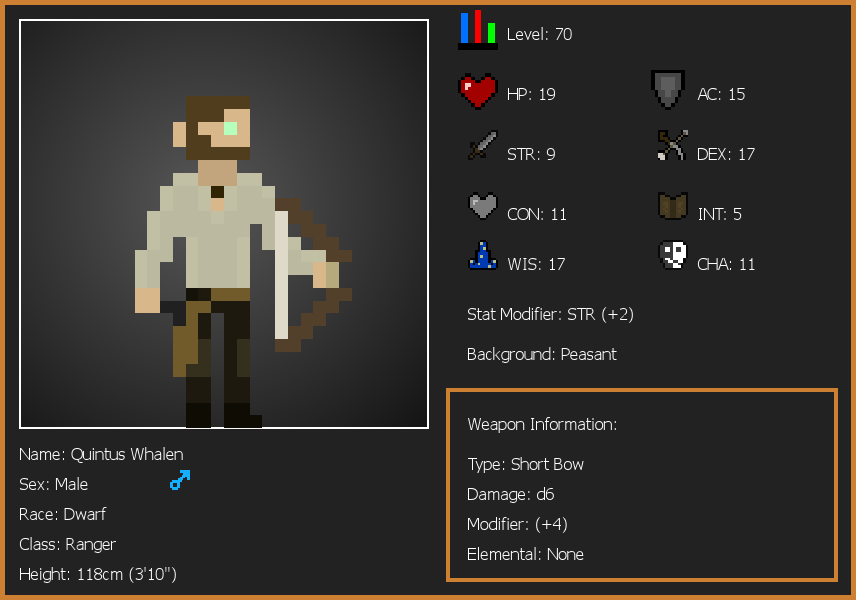 Level: 70
HP: 19
AC: 15
STR: 9
DEX: 17
CON: 11
INT: 5
WIS: 17
CHA: 11
Stat Modifier: STR (+2)
Background: Peasant
Weapon Information:
Type: Short Bow
Damage: d6
Modifier: (+4)
Elemental: None
Name: Quintus Whalen
Sex: Male
Race: Dwarf
Class: Ranger
Height: 118cm (3'10")